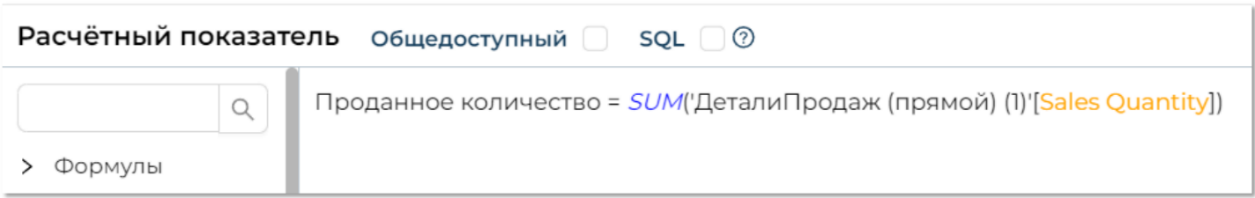 Расчётный показатель Общедоступный SQL ?
Проданное количество = SUM('ДеталиПродаж (прямой) (1)'[Sales Quantity])
> Формулы